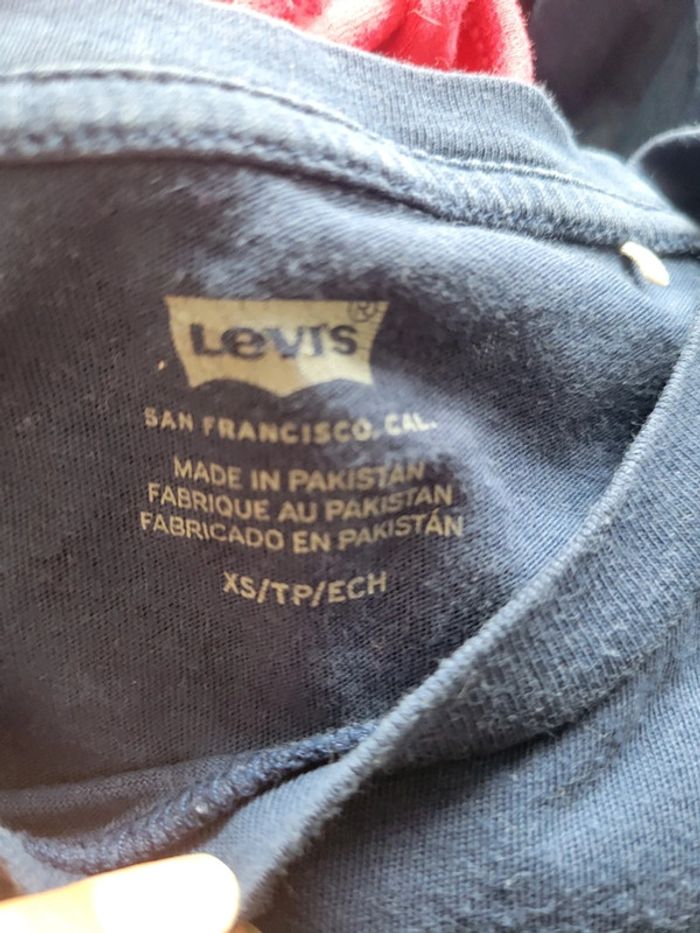 Levi's ®
SAN FRANCISCO, CAL.
MADE IN PAKISTAN
FABRIQUE AU PAKISTAN
FABRICADO EN PAKISTÁN
XS/TP/ECH